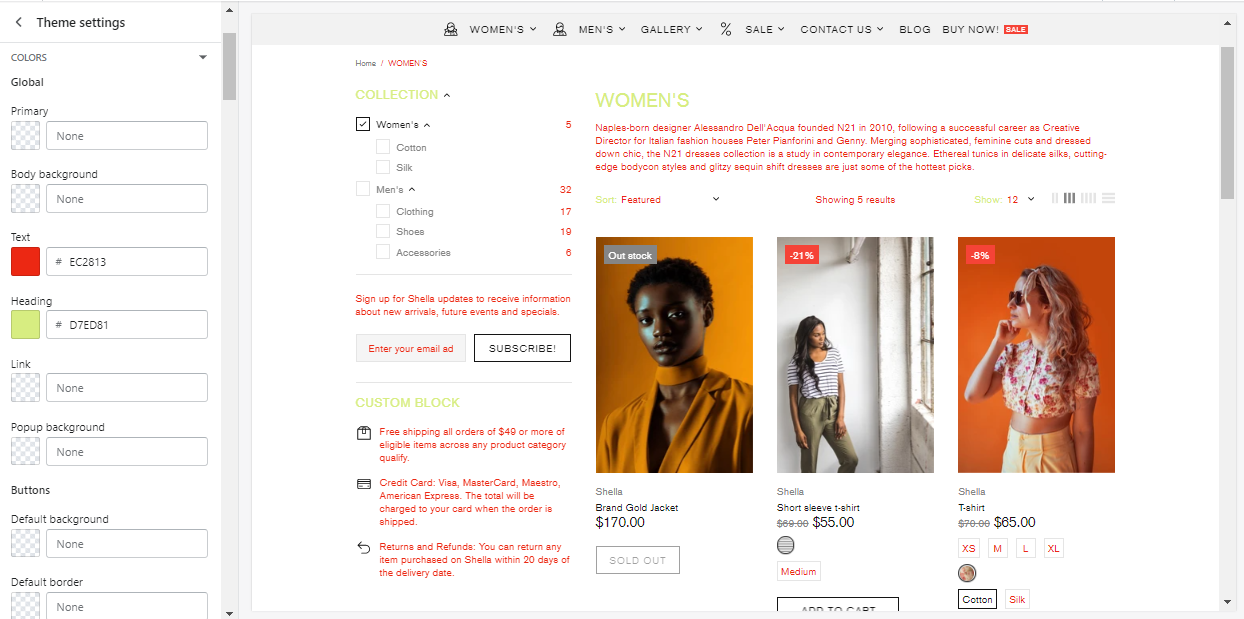 Theme settings
COLORS
Global
Primary
None
Body background
None
Text
# EC2813
Heading
# D7ED81
Link
None
Popup background
None
Buttons
Default background
None
Default border
None
WOMEN'S MEN'S GALLERY % SALE CONTACT US BLOG BUY NOW! SALE
Home / WOMEN'S
COLLECTION
Women's 5
Cotton
Silk
Men's 32
Clothing 17
Shoes 19
Accessories 6
Sign up for Shella updates to receive information
about new arrivals, future events and specials.
Enter your email ad SUBSCRIBE!
CUSTOM BLOCK
Free shipping all orders of $49 or more of
eligible items across any product category
qualify.
Credit Card: Visa, MasterCard, Maestro,
American Express. The total will be
charged to your card when the order is
shipped.
Returns and Refunds: You can return any
item purchased on Shella within 20 days of
the delivery date.
WOMEN'S
Naples-born designer Alessandro Dell'Acqua founded N21 in 2010, following a successful career as Creative
Director for Italian fashion houses Peter Pianforini and Genny. Merging sophisticated, feminine cuts and dressed
down chic, the N21 dresses collection is a study in contemporary elegance. Ethereal tunics in delicate silks, cutting-
edge bodycon styles and glitzy sequin shift dresses are just some of the hottest picks.
Sort: Featured Showing 5 results Show: 12
Out stock
Shella
Brand Gold Jacket
$170.00
SOLD OUT
-21%
Shella
Short sleeve t-shirt
$69.00 $55.00
Medium
ADD TO CART
-8%
Shella
T-shirt
$70.00 $65.00
XS M L XL
Cotton Silk